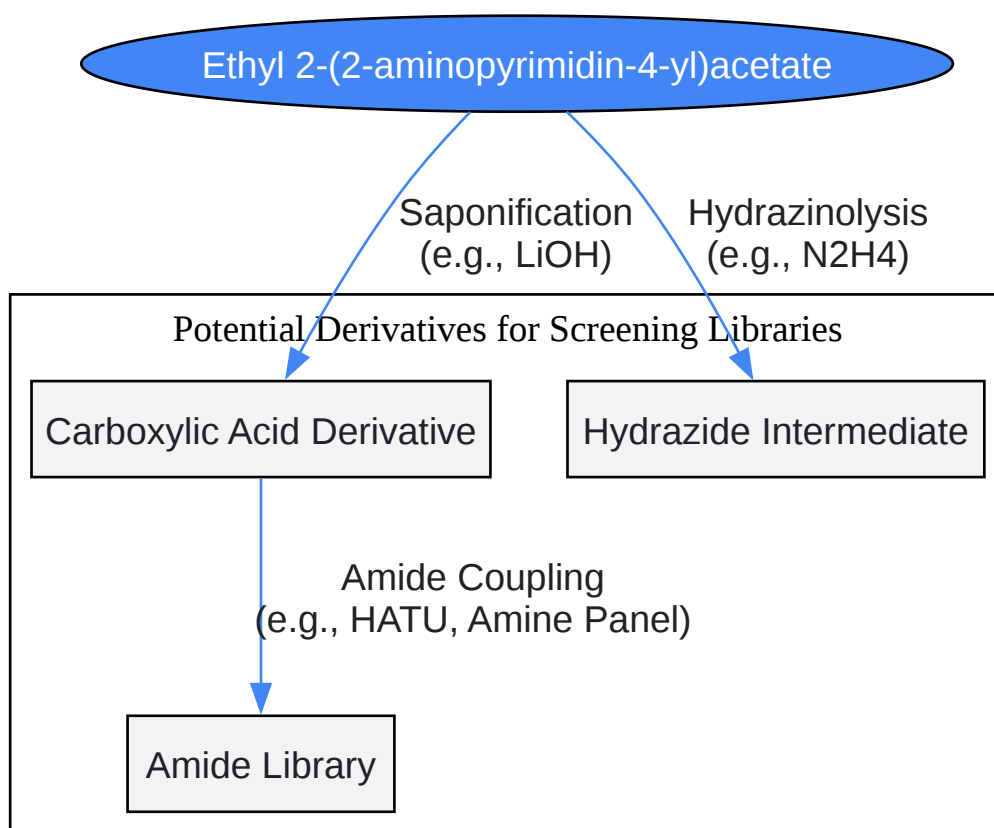 Ethyl 2-(2-aminopyrimidin-4-yl)acetate
Saponification
(e.g., LiOH)
Hydrazinolysis
(e.g., N2H4)
Potential Derivatives for Screening Libraries
Carboxylic Acid Derivative
Hydrazide Intermediate
Amide Coupling
(e.g., HATU, Amine Panel)
Amide Library